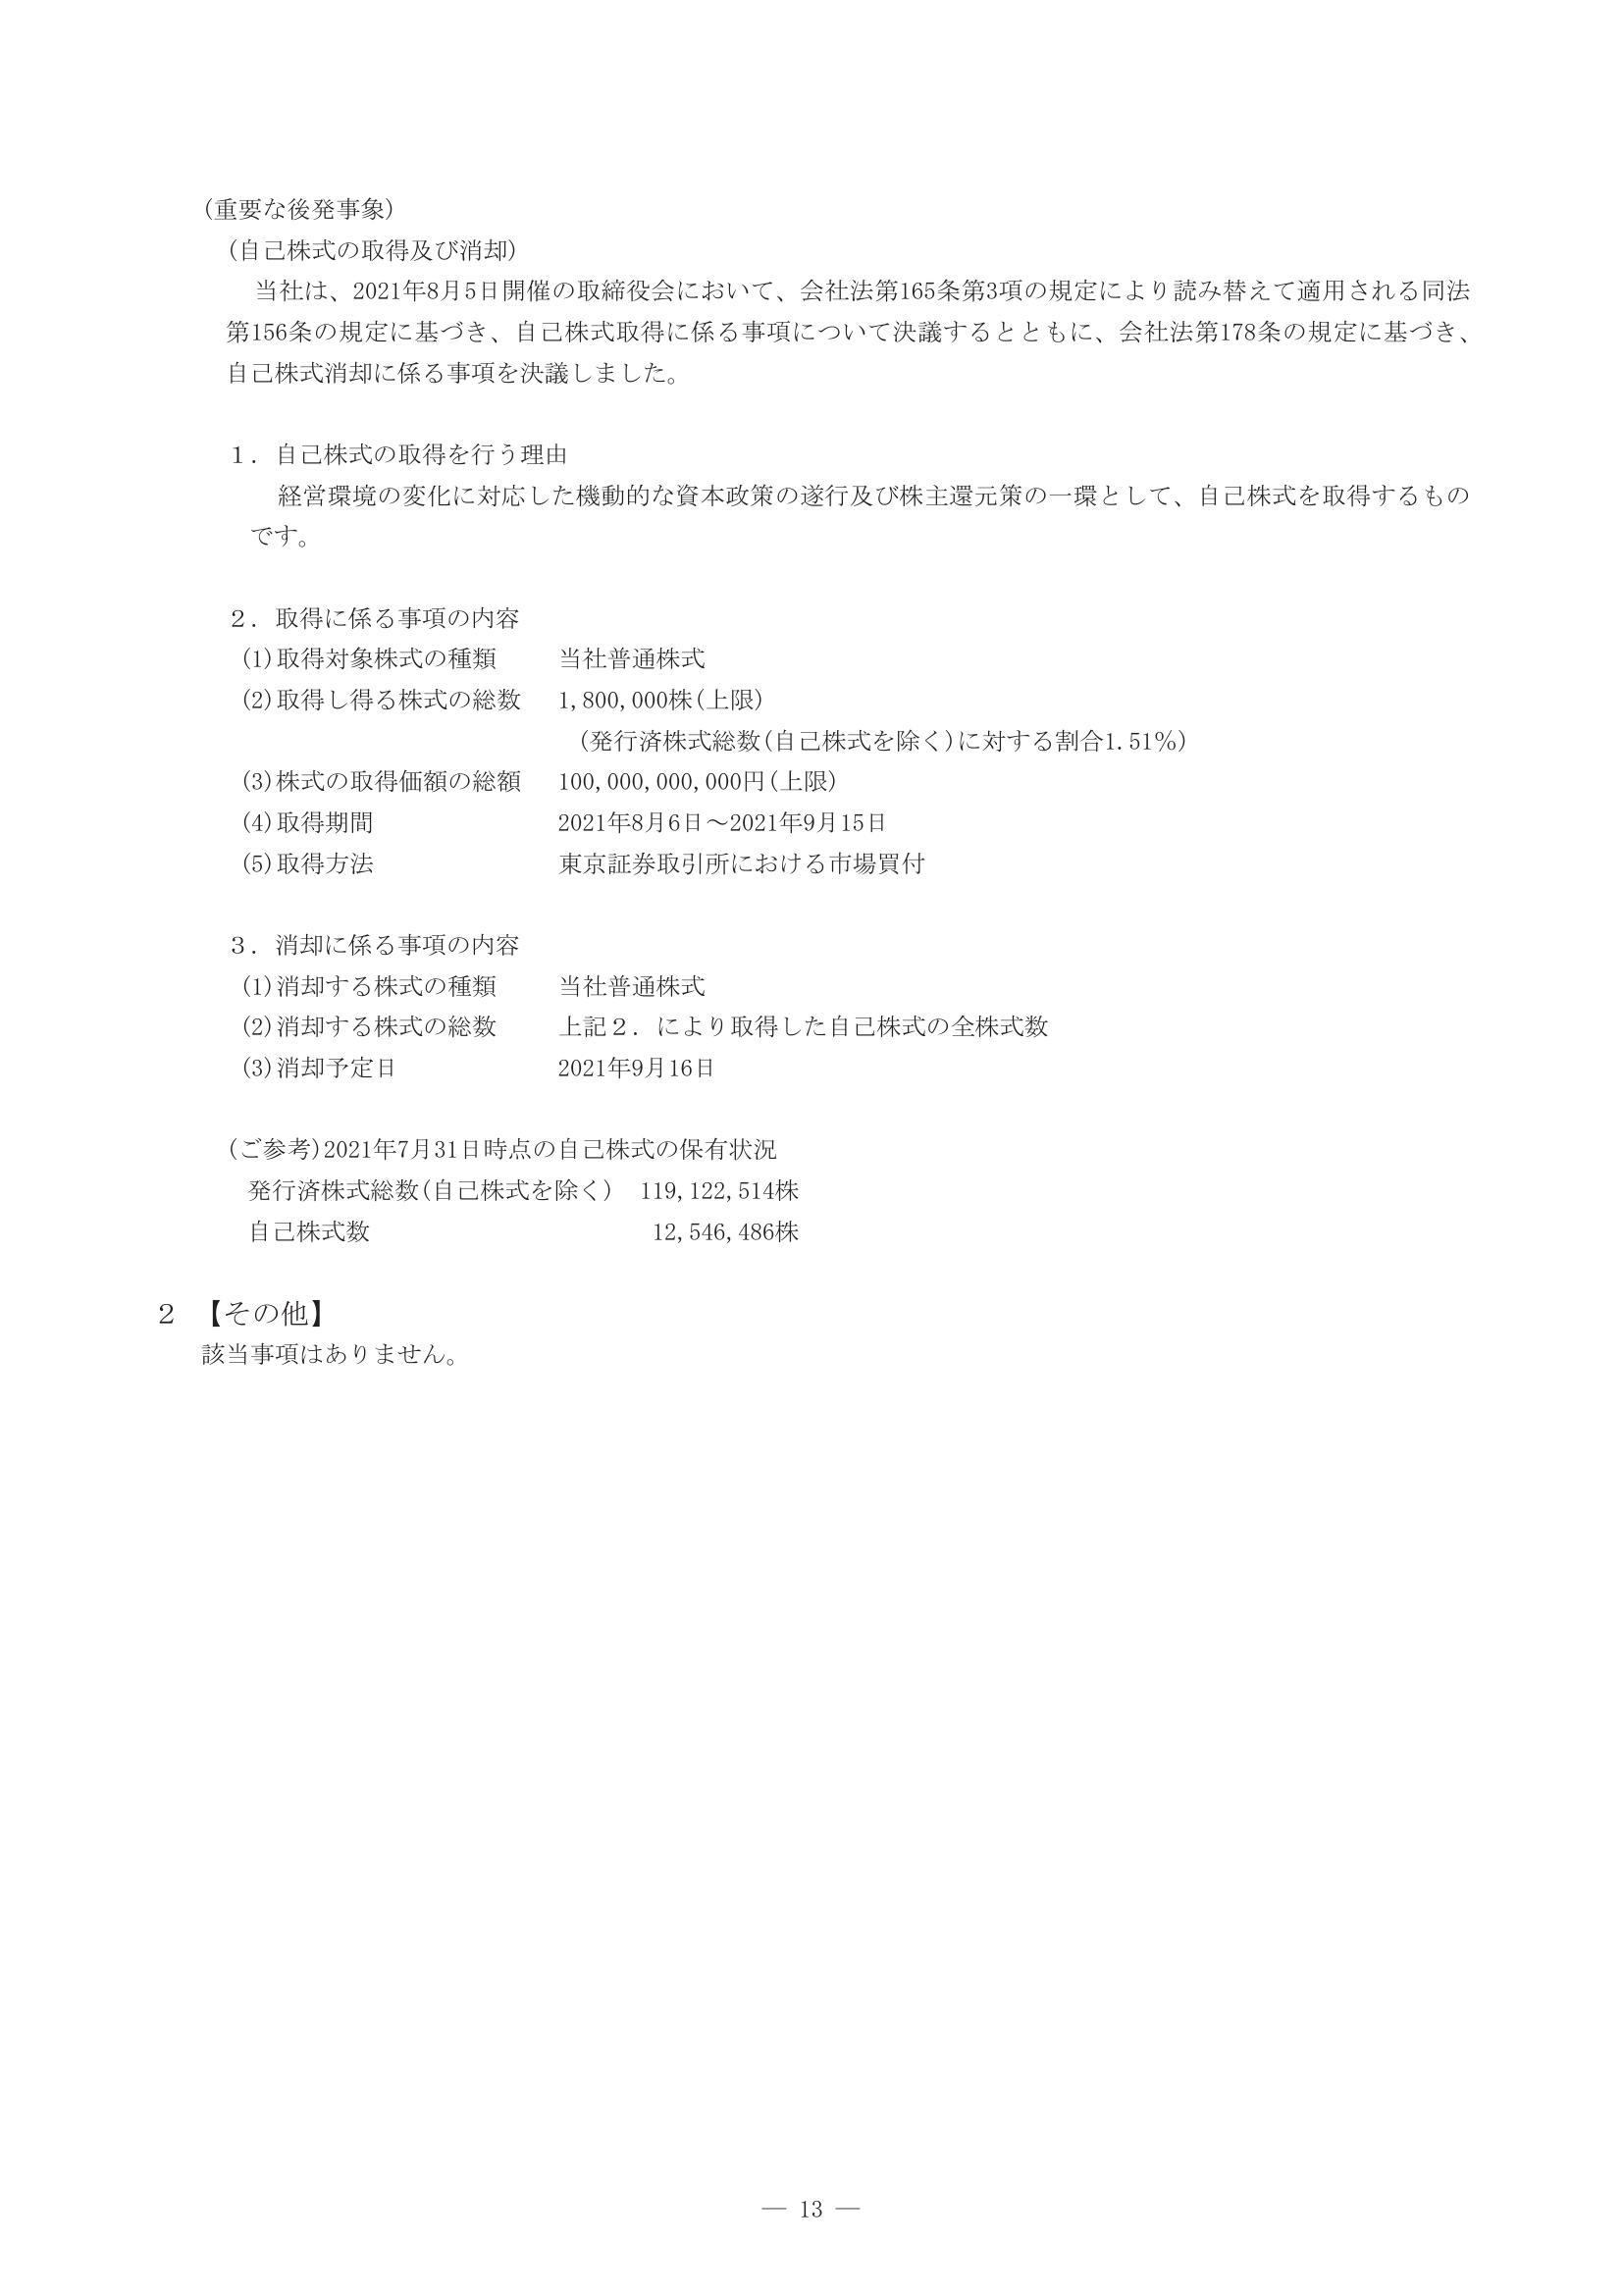 （重要な後発事象）
（自己株式の取得及び消却）
当社は、2021年8月5日開催の取締役会において、会社法第165条第3項の規定により読み替えて適用される同法
第156条の規定に基づき、自己株式取得に係る事項について決議するとともに、会社法第178条の規定に基づき、
自己株式消却に係る事項を決議しました。
１．自己株式の取得を行う理由
経営環境の変化に対応した機動的な資本政策の遂行及び株主還元策の一環として、自己株式を取得するもの
です。
２．取得に係る事項の内容
(1)取得対象株式の種類　当社普通株式
(2)取得し得る株式の総数　1,800,000株(上限)
（発行済株式総数(自己株式を除く)に対する割合1.51％）
(3)株式の取得価額の総額　100,000,000,000円(上限)
(4)取得期間　2021年8月6日～2021年9月15日
(5)取得方法　東京証券取引所における市場買付
３．消却に係る事項の内容
(1)消却する株式の種類　当社普通株式
(2)消却する株式の総数　上記２．により取得した自己株式の全株式数
(3)消却予定日　2021年9月16日
（ご参考)2021年7月31日時点の自己株式の保有状況
発行済株式総数(自己株式を除く)　119,122,514株
自己株式数　12,546,486株
２　【その他】
該当事項はありません。
― 13 ―